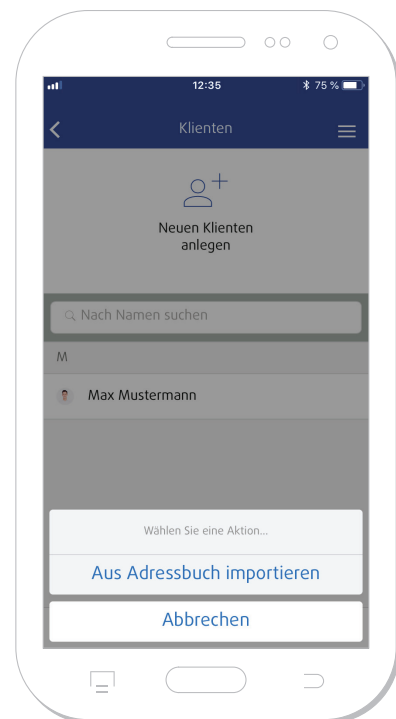 12:35
75 %
Klienten
Neuen Klienten
anlegen
Nach Namen suchen
M
Max Mustermann
Wählen Sie eine Aktion...
Aus Adressbuch importieren
Abbrechen